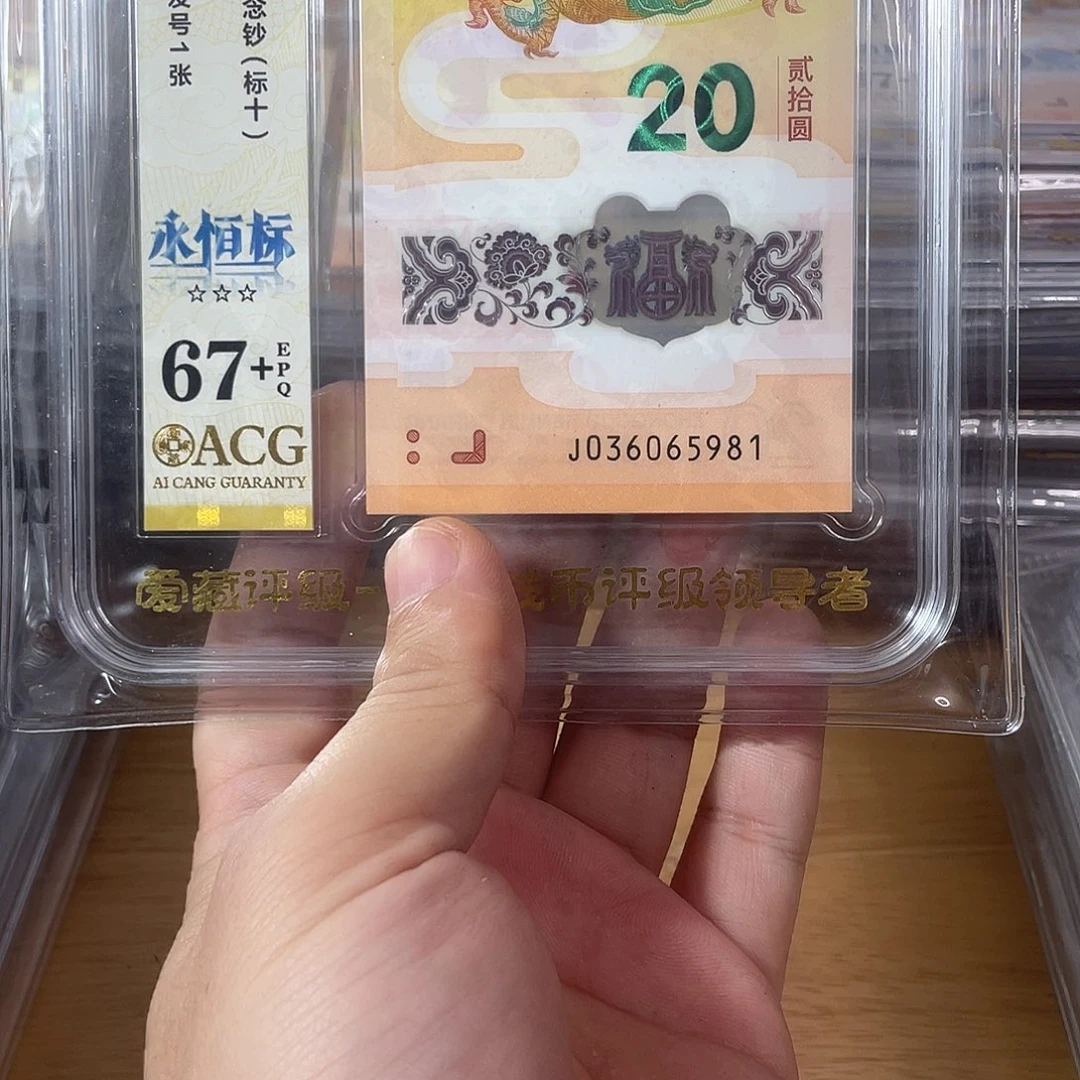 念钞(标十)
发号1张
永恒标
☆☆☆
67+EPQ
ACG
AI CANG GUARANTY
20
贰拾圆
J036065981
爱藏评级一 币评级领导者